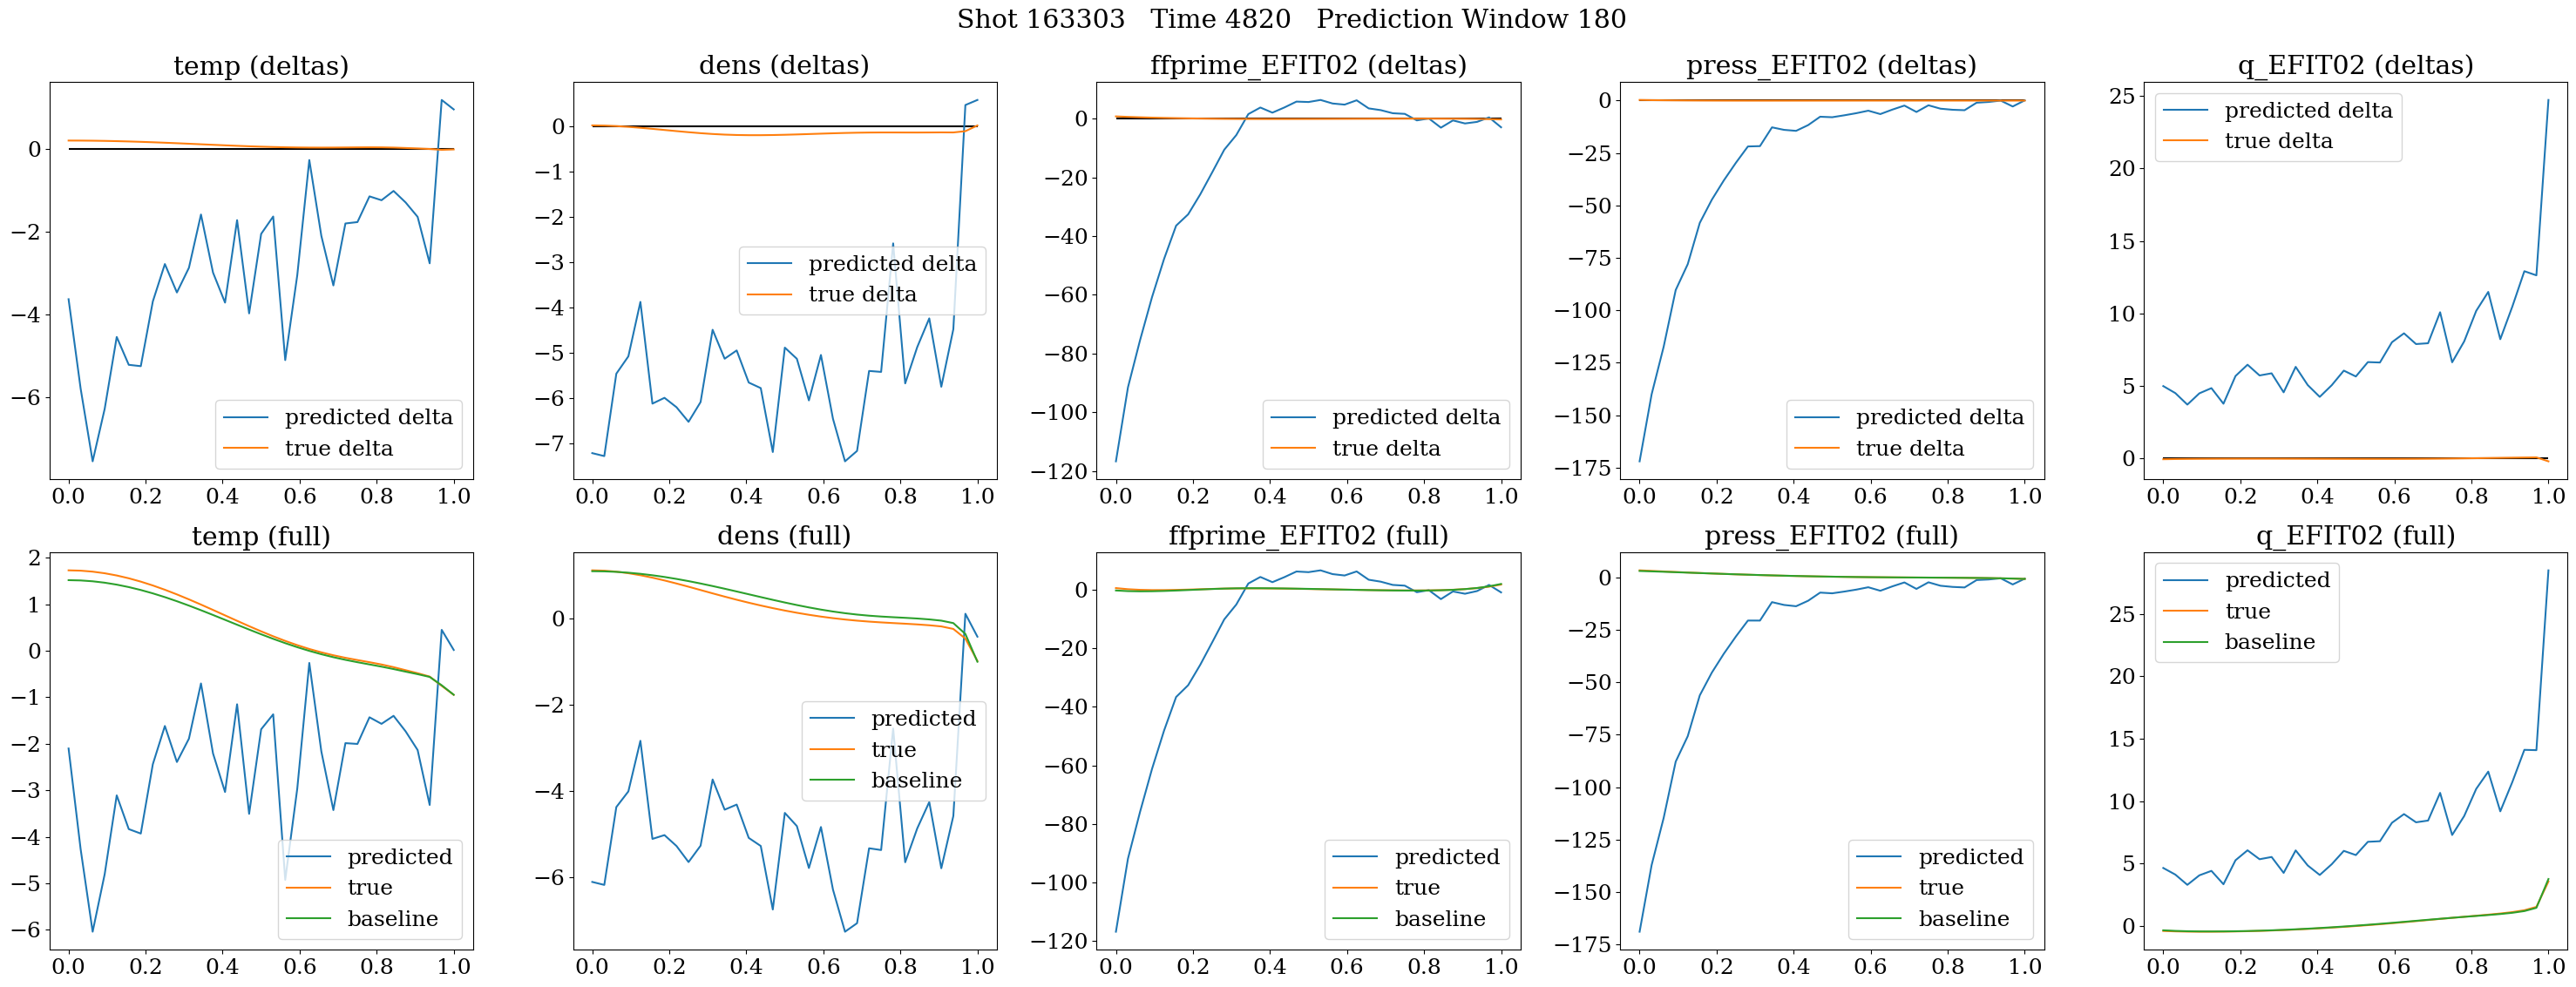 Shot 163303   Time 4820   Prediction Window 180
temp (deltas)
0
−2
−4
−6
0.0 0.2 0.4 0.6 0.8 1.0
predicted delta
true delta
dens (deltas)
0
−1
−2
−3
−4
−5
−6
−7
0.0 0.2 0.4 0.6 0.8 1.0
predicted delta
true delta
ffprime_EFIT02 (deltas)
0
−20
−40
−60
−80
−100
−120
0.0 0.2 0.4 0.6 0.8 1.0
predicted delta
true delta
press_EFIT02 (deltas)
0
−25
−50
−75
−100
−125
−150
−175
0.0 0.2 0.4 0.6 0.8 1.0
predicted delta
true delta
q_EFIT02 (deltas)
25
20
15
10
5
0
0.0 0.2 0.4 0.6 0.8 1.0
predicted delta
true delta
temp (full)
2
1
0
−1
−2
−3
−4
−5
−6
0.0 0.2 0.4 0.6 0.8 1.0
predicted
true
baseline
dens (full)
0
−2
−4
−6
0.0 0.2 0.4 0.6 0.8 1.0
predicted
true
baseline
ffprime_EFIT02 (full)
0
−20
−40
−60
−80
−100
−120
0.0 0.2 0.4 0.6 0.8 1.0
predicted
true
baseline
press_EFIT02 (full)
0
−25
−50
−75
−100
−125
−150
−175
0.0 0.2 0.4 0.6 0.8 1.0
predicted
true
baseline
q_EFIT02 (full)
25
20
15
10
5
0
0.0 0.2 0.4 0.6 0.8 1.0
predicted
true
baseline